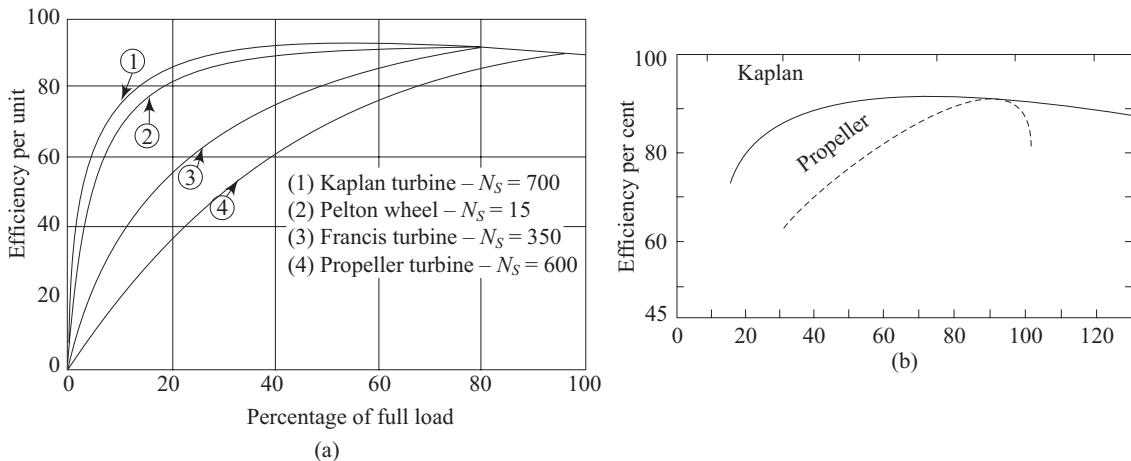 100
80
60
40
20
0
Efficiency per unit
1
2
3
4
(1) Kaplan turbine – N_S = 700
(2) Pelton wheel – N_S = 15
(3) Francis turbine – N_S = 350
(4) Propeller turbine – N_S = 600
0 20 40 60 80 100
Percentage of full load
(a)
100
80
60
45
Efficiency per cent
Kaplan
Propeller
0 20 40 60 80 100 120
(b)